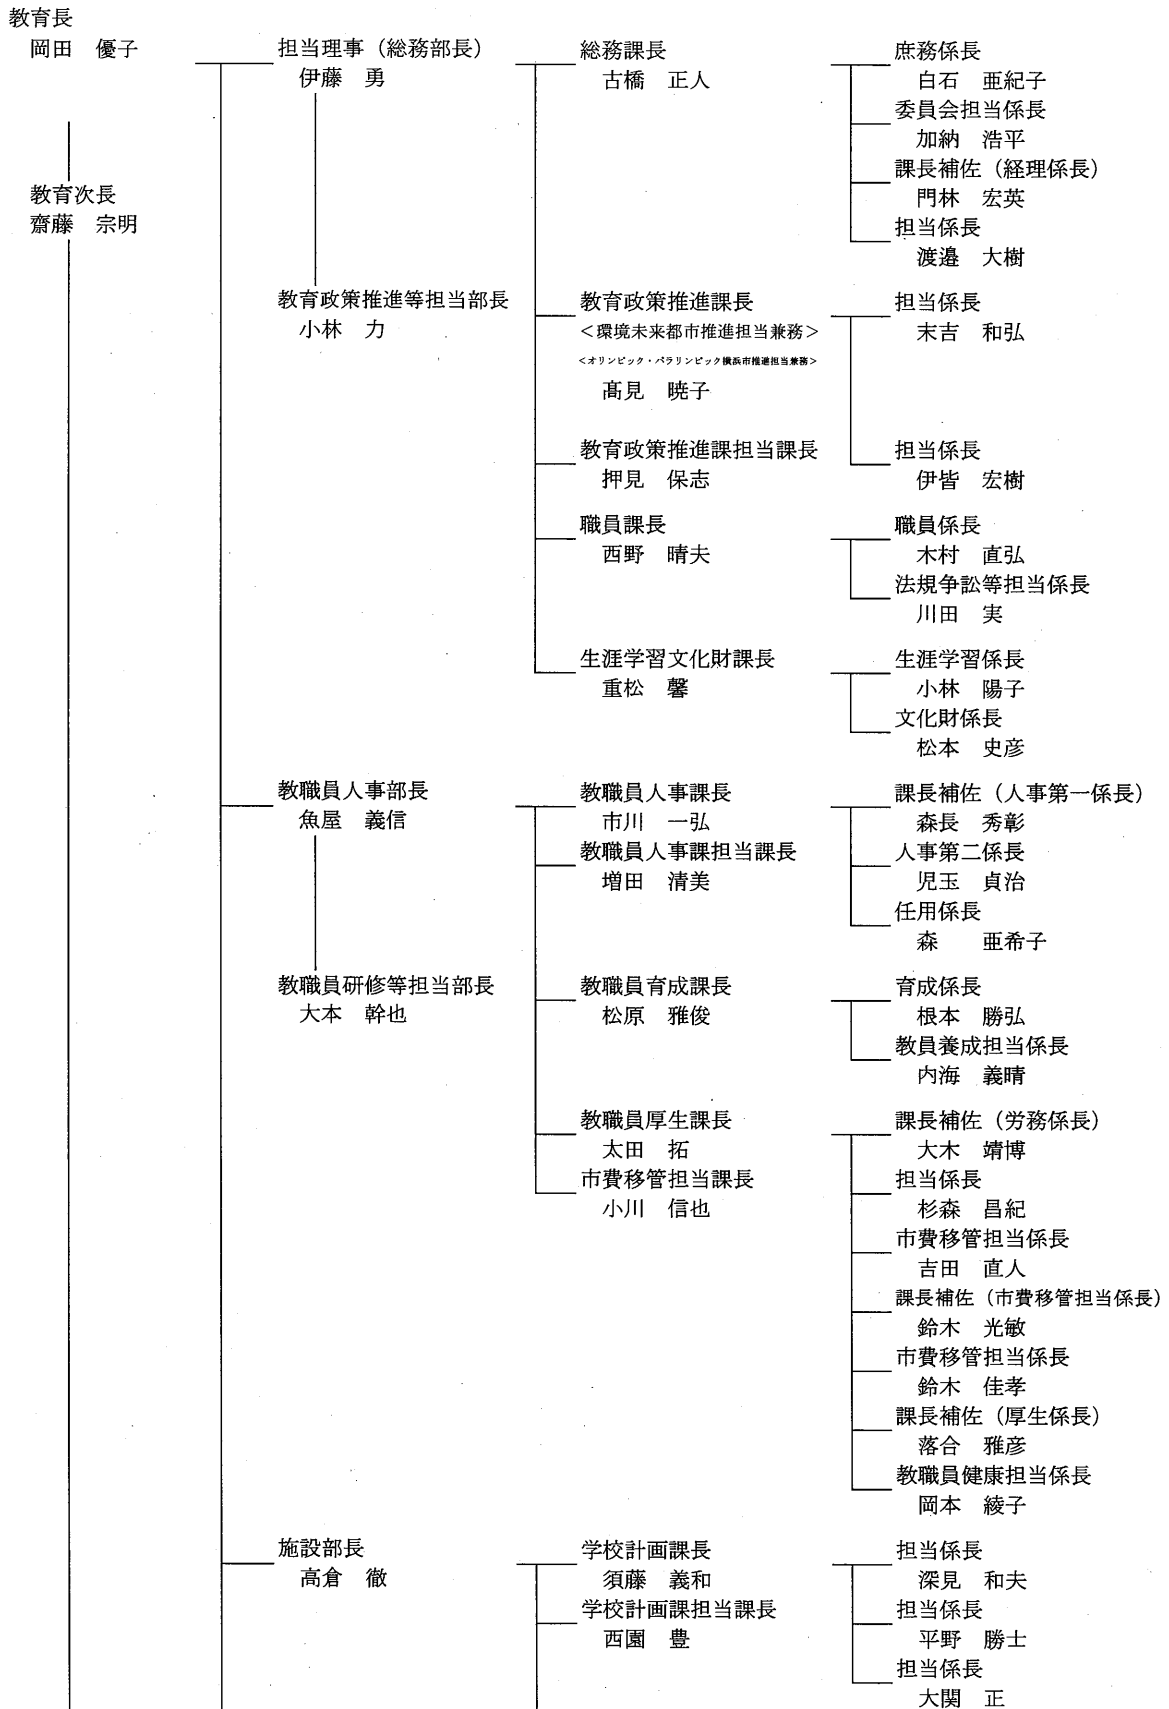 教育長
岡田　優子
教育次長
齋藤　宗明
担当理事（総務部長）
伊藤　勇
教育政策推進等担当部長
小林　力
総務課長
古橋　正人
庶務係長
白石　亜紀子
委員会担当係長
加納　浩平
課長補佐（経理係長）
門林　宏英
担当係長
渡邉　大樹
教育政策推進課長
＜環境未来都市推進担当兼務＞
＜オリンピック・パラリンピック横浜市推進担当兼務＞
髙見　暁子
担当係長
末吉　和弘
教育政策推進課担当課長
押見　保志
担当係長
伊皆　宏樹
職員課長
西野　晴夫
職員係長
木村　直弘
法規争訟等担当係長
川田　実
生涯学習文化財課長
重松　馨
生涯学習係長
小林　陽子
文化財係長
松本　史彦
教職員人事部長
魚屋　義信
教職員研修等担当部長
大本　幹也
教職員人事課長
市川　一弘
教職員人事課担当課長
増田　清美
課長補佐（人事第一係長）
森長　秀彰
人事第二係長
児玉　貞治
任用係長
森　　亜希子
教職員育成課長
松原　雅俊
育成係長
根本　勝弘
教員養成担当係長
内海　義晴
教職員厚生課長
太田　拓
市費移管担当課長
小川　信也
課長補佐（労務係長）
大木　靖博
担当係長
杉森　昌紀
市費移管担当係長
吉田　直人
課長補佐（市費移管担当係長）
鈴木　光敏
市費移管担当係長
鈴木　佳孝
課長補佐（厚生係長）
落合　雅彦
教職員健康担当係長
岡本　綾子
施設部長
高倉　徹
学校計画課長
須藤　義和
学校計画課担当課長
西園　豊
担当係長
深見　和夫
担当係長
平野　勝士
担当係長
大関　正